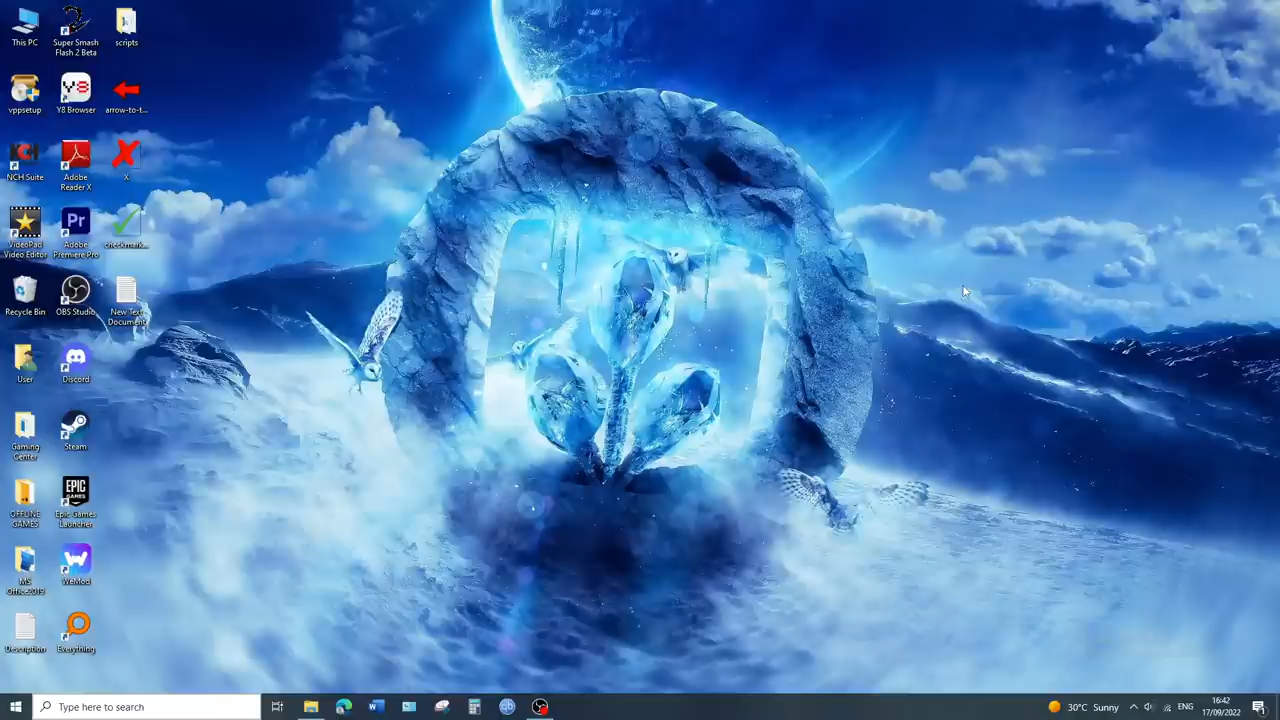 This PC
Super Smash
Flash 2 Beta
scripts
vppsetup
Y8 Browser
arrow-to-t...
NCH Suite
Adobe
Reader X
X
VideoPad
Video Editor
Adobe
Premiere Pro
checkmark...
Recycle Bin
OBS Studio
New Text
Document
User
Discord
Gaming
Center
Steam
OFFLINE
GAMES
EPIC
GAMES
Epic Games
Launcher
MS
Office2019
WeMod
Description
Everything
Type here to search
30°C Sunny
ENG
16:42
17/09/2022